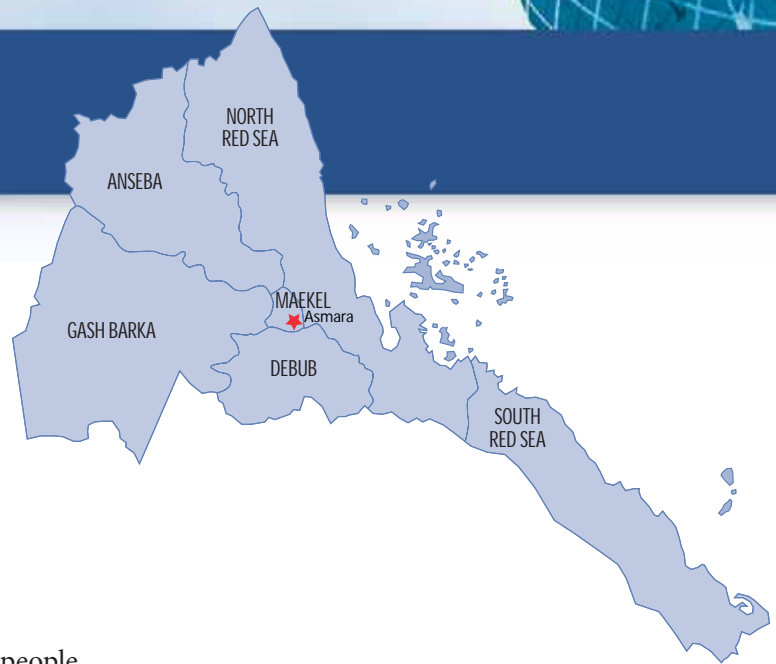 NORTH
RED SEA
ANSEBA
MAEKEL
Asmara
GASH BARKA
DEBUB
SOUTH
RED SEA
people